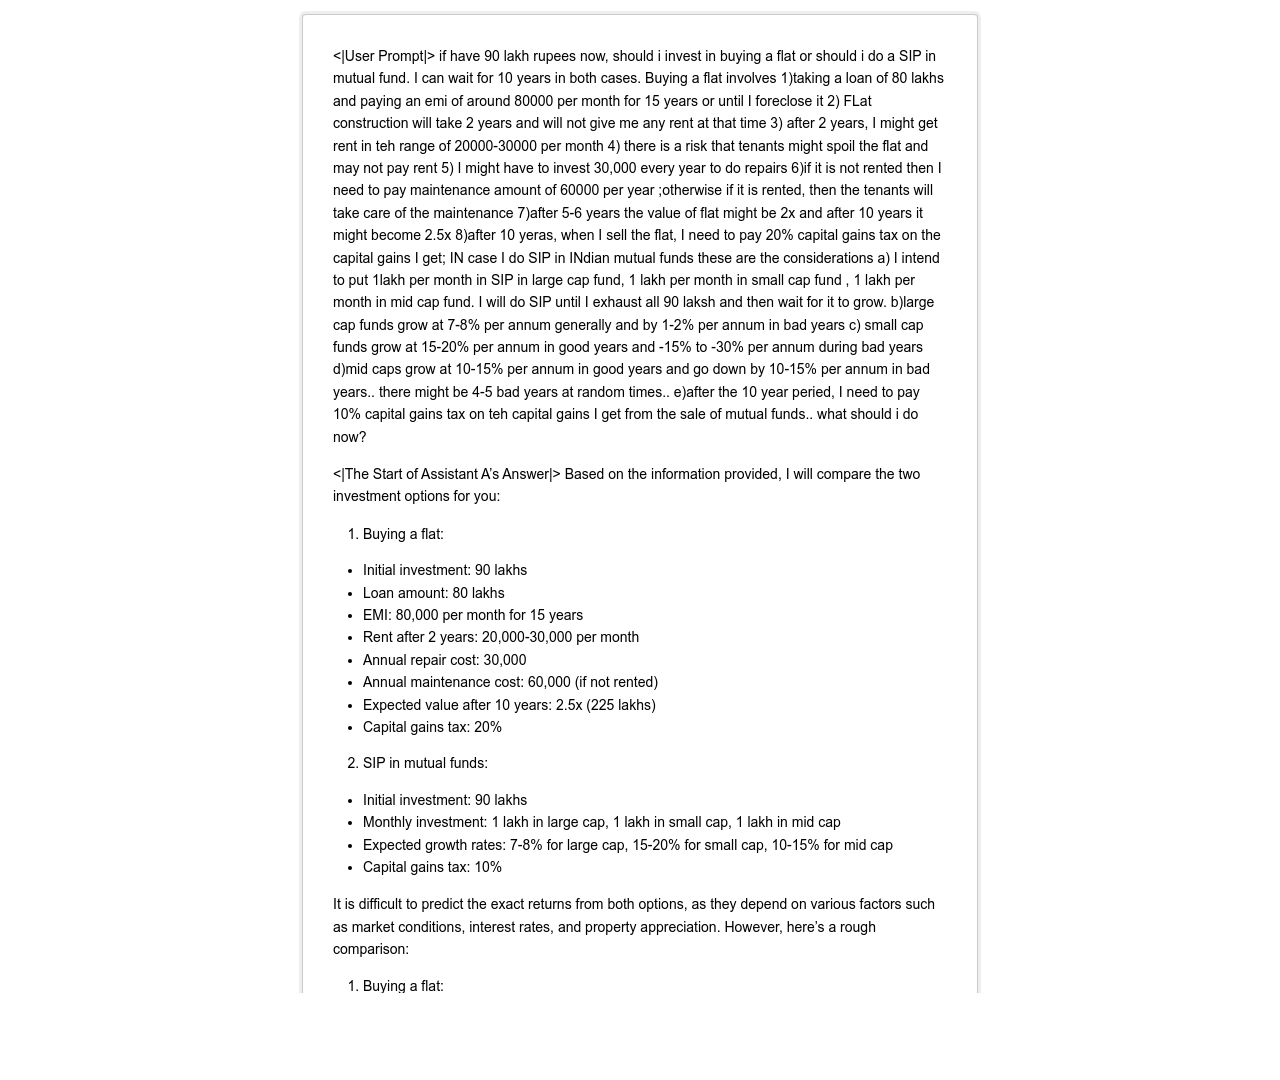 <|User Prompt|> if have 90 lakh rupees now, should i invest in buying a flat or should i do a SIP in
mutual fund. I can wait for 10 years in both cases. Buying a flat involves 1)taking a loan of 80 lakhs
and paying an emi of around 80000 per month for 15 years or until I foreclose it 2) FLat
construction will take 2 years and will not give me any rent at that time 3) after 2 years, I might get
rent in teh range of 20000-30000 per month 4) there is a risk that tenants might spoil the flat and
may not pay rent 5) I might have to invest 30,000 every year to do repairs 6)if it is not rented then I
need to pay maintenance amount of 60000 per year ;otherwise if it is rented, then the tenants will
take care of the maintenance 7)after 5-6 years the value of flat might be 2x and after 10 years it
might become 2.5x 8)after 10 yeras, when I sell the flat, I need to pay 20% capital gains tax on the
capital gains I get; IN case I do SIP in INdian mutual funds these are the considerations a) I intend
to put 1lakh per month in SIP in large cap fund, 1 lakh per month in small cap fund , 1 lakh per
month in mid cap fund. I will do SIP until I exhaust all 90 laksh and then wait for it to grow. b)large
cap funds grow at 7-8% per annum generally and by 1-2% per annum in bad years c) small cap
funds grow at 15-20% per annum in good years and -15% to -30% per annum during bad years
d)mid caps grow at 10-15% per annum in good years and go down by 10-15% per annum in bad
years.. there might be 4-5 bad years at random times.. e)after the 10 year peried, I need to pay
10% capital gains tax on teh capital gains I get from the sale of mutual funds.. what should i do
now?
<|The Start of Assistant A's Answer|> Based on the information provided, I will compare the two
investment options for you:
1. Buying a flat:
• Initial investment: 90 lakhs
• Loan amount: 80 lakhs
• EMI: 80,000 per month for 15 years
• Rent after 2 years: 20,000-30,000 per month
• Annual repair cost: 30,000
• Annual maintenance cost: 60,000 (if not rented)
• Expected value after 10 years: 2.5x (225 lakhs)
• Capital gains tax: 20%
2. SIP in mutual funds:
• Initial investment: 90 lakhs
• Monthly investment: 1 lakh in large cap, 1 lakh in small cap, 1 lakh in mid cap
• Expected growth rates: 7-8% for large cap, 15-20% for small cap, 10-15% for mid cap
• Capital gains tax: 10%
It is difficult to predict the exact returns from both options, as they depend on various factors such
as market conditions, interest rates, and property appreciation. However, here's a rough
comparison:
1. Buying a flat: